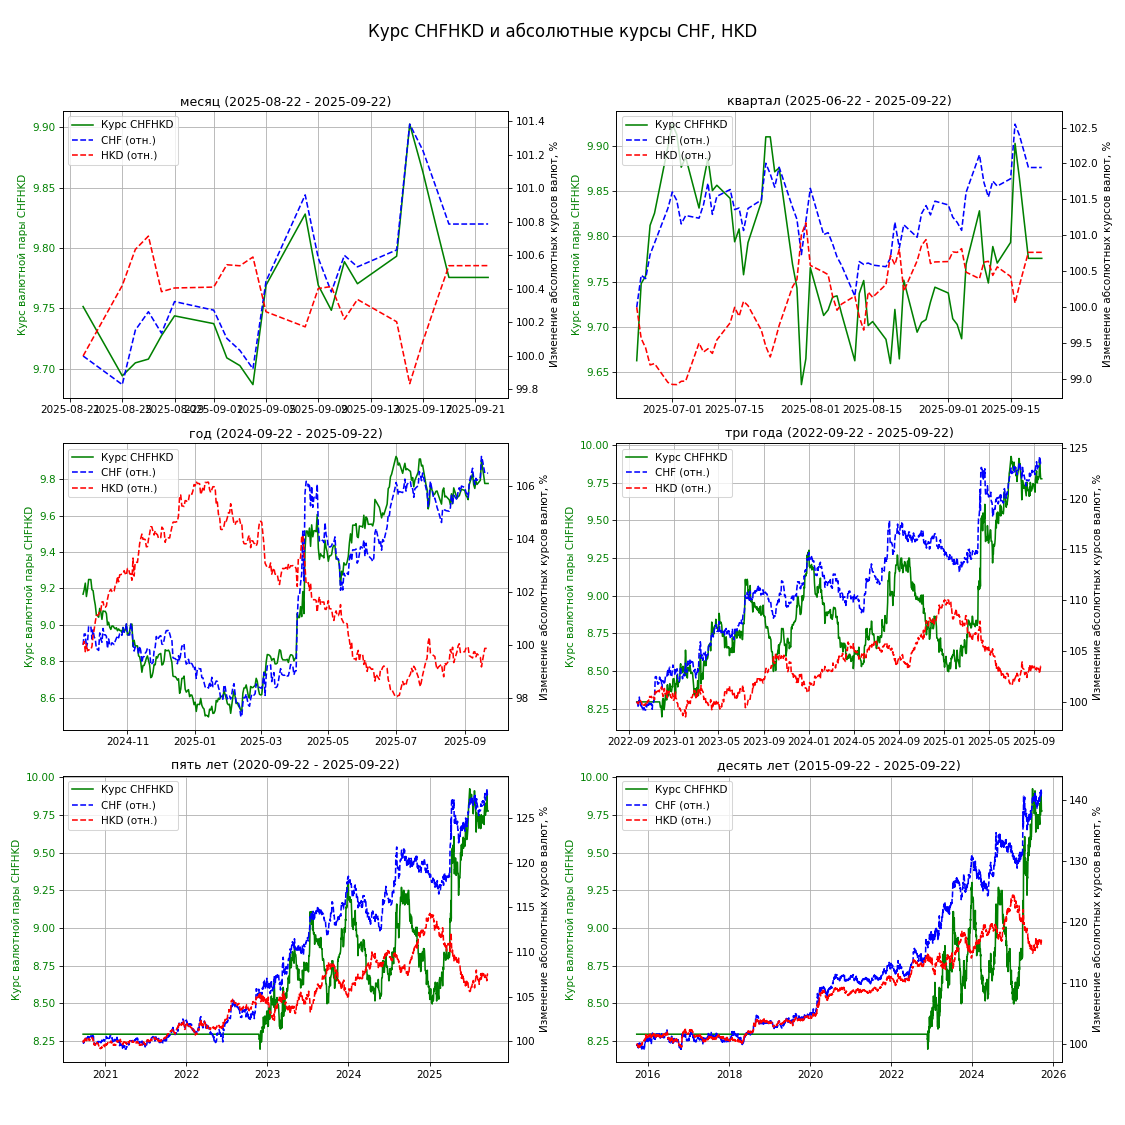 Курс CHFHKD и абсолютные курсы CHF, HKD
месяц (2025-08-22 - 2025-09-22)
Курс CHFHKD
CHF (отн.)
HKD (отн.)
Курс валютной пары CHFHKD
9.90
9.85
9.80
9.75
9.70
101.4
101.2
101.0
100.8
100.6
100.4
100.2
100.0
99.8
Изменение абсолютных курсов валют, %
2025-08-21 2025-08-25 2025-08-29 2025-09-01 2025-09-05 2025-09-09 2025-09-13 2025-09-17 2025-09-21
квартал (2025-06-22 - 2025-09-22)
Курс CHFHKD
CHF (отн.)
HKD (отн.)
Курс валютной пары CHFHKD
9.90
9.85
9.80
9.75
9.70
9.65
102.5
102.0
101.5
101.0
100.5
100.0
99.5
99.0
Изменение абсолютных курсов валют, %
2025-07-01 2025-07-15 2025-08-01 2025-08-15 2025-09-01 2025-09-15
год (2024-09-22 - 2025-09-22)
Курс CHFHKD
CHF (отн.)
HKD (отн.)
Курс валютной пары CHFHKD
9.8
9.6
9.4
9.2
9.0
8.8
8.6
106
104
102
100
98
Изменение абсолютных курсов валют, %
2024-11 2025-01 2025-03 2025-05 2025-07 2025-09
три года (2022-09-22 - 2025-09-22)
Курс CHFHKD
CHF (отн.)
HKD (отн.)
Курс валютной пары CHFHKD
10.00
9.75
9.50
9.25
9.00
8.75
8.50
8.25
125
120
115
110
105
100
Изменение абсолютных курсов валют, %
2022-09 2023-01 2023-05 2023-09 2024-01 2024-05 2024-09 2025-01 2025-05 2025-09
пять лет (2020-09-22 - 2025-09-22)
Курс CHFHKD
CHF (отн.)
HKD (отн.)
Курс валютной пары CHFHKD
10.00
9.75
9.50
9.25
9.00
8.75
8.50
8.25
125
120
115
110
105
100
Изменение абсолютных курсов валют, %
2021 2022 2023 2024 2025
десять лет (2015-09-22 - 2025-09-22)
Курс CHFHKD
CHF (отн.)
HKD (отн.)
Курс валютной пары CHFHKD
10.00
9.75
9.50
9.25
9.00
8.75
8.50
8.25
140
130
120
110
100
Изменение абсолютных курсов валют, %
2016 2018 2020 2022 2024 2026